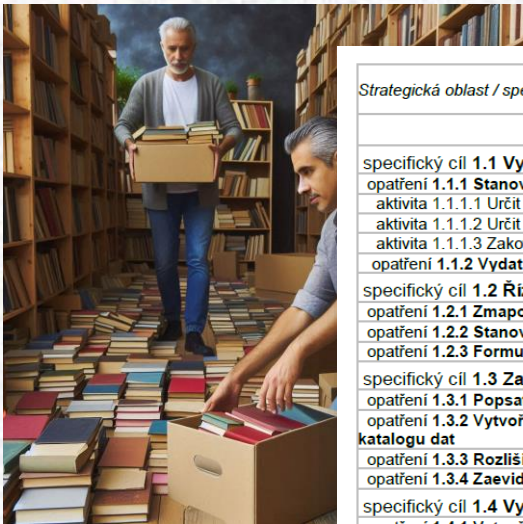 Strategická oblast / spe
specifický cíl 1.1 Vy
opatření 1.1.1 Stanov
aktivita 1.1.1.1 Určit
aktivita 1.1.1.2 Určit
aktivita 1.1.1.3 Zako
opatření 1.1.2 Vydat
specifický cíl 1.2 Ří
opatření 1.2.1 Zmapo
opatření 1.2.2 Stanov
opatření 1.2.3 Formu
specifický cíl 1.3 Za
opatření 1.3.1 Popsa
opatření 1.3.2 Vytvoř
katalogu dat
opatření 1.3.3 Rozliš
opatření 1.3.4 Zaevid
specifický cíl 1.4 Vy